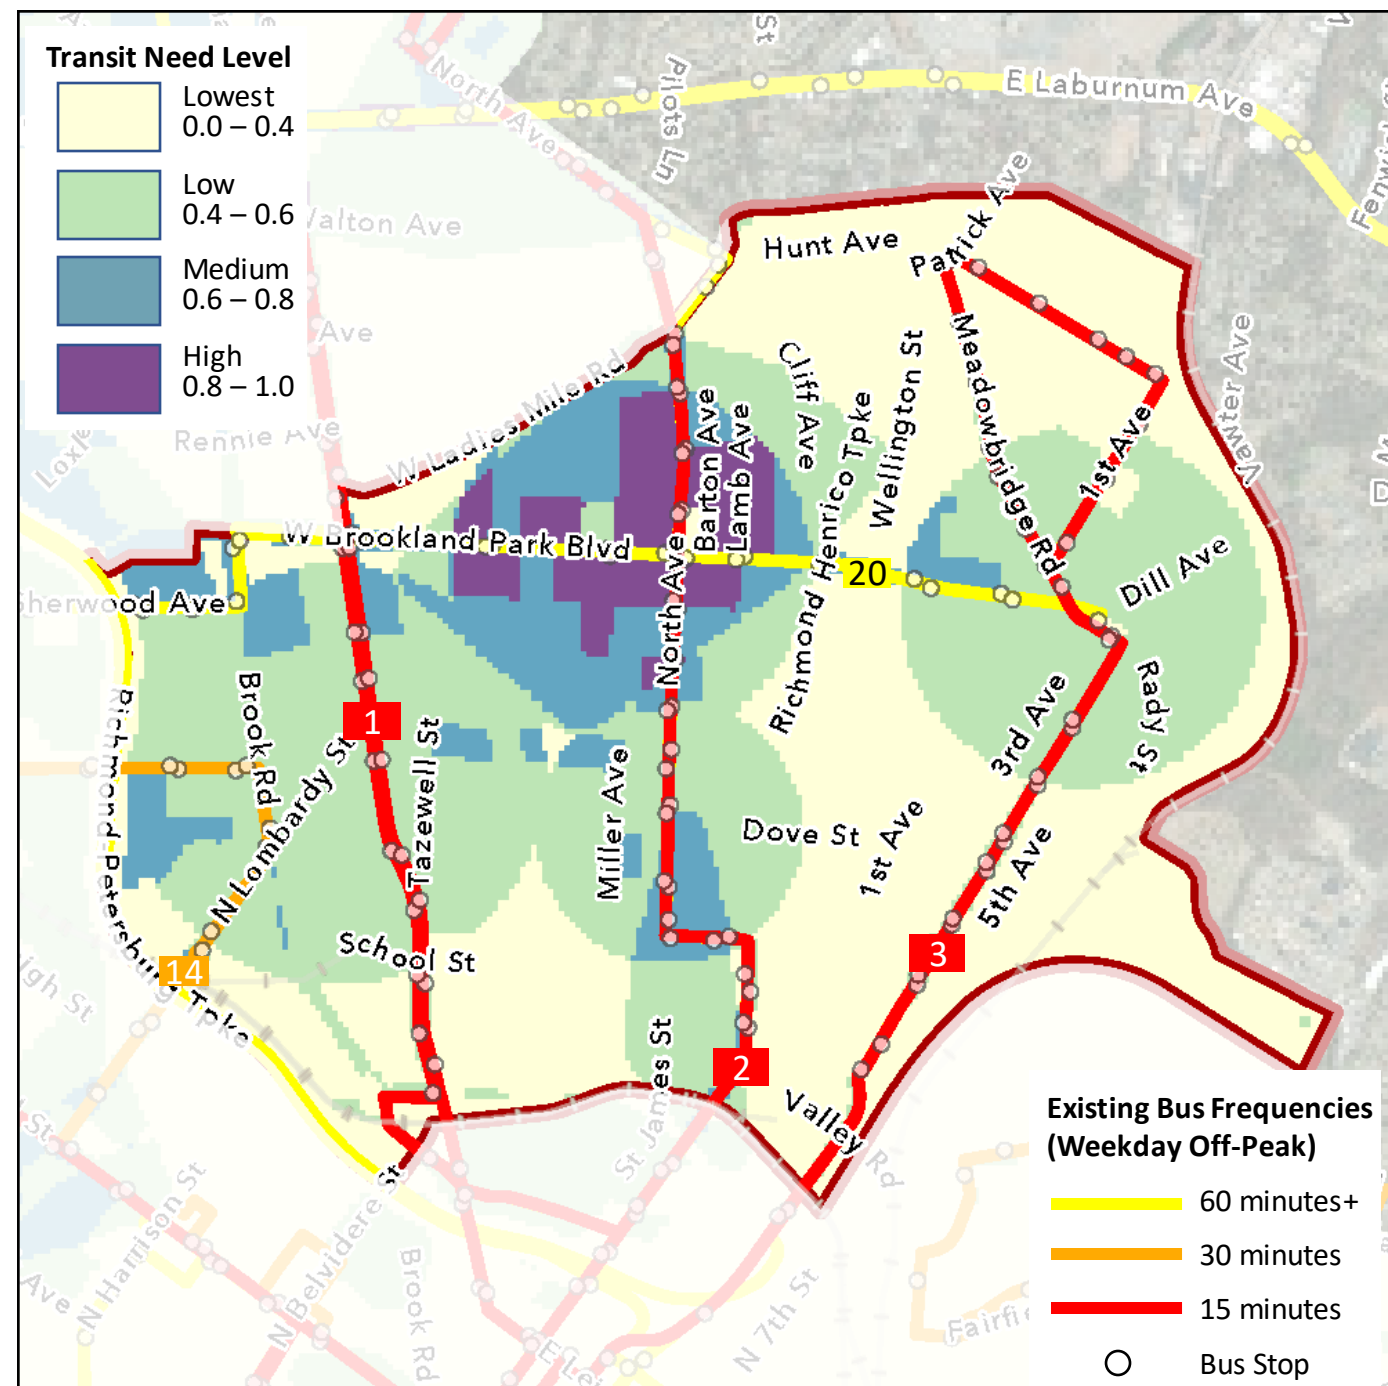 Transit Need Level
Lowest
0.0 – 0.4
Low
0.4 – 0.6
Medium
0.6 – 0.8
High
0.8 – 1.0
St
North Ave
Pilots Ln
E Laburnum Ave
Walton Ave
Ave
Rennie Ave
Hunt Ave
Patrick Ave
Vawter Ave
W Ladies Mile Rd
Cliff Ave
Wellington St
Meadowbridge Rd
1st Ave
Barton Ave
Lamb Ave
Richmond Henrico Tpke
W Brookland Park Blvd
20
Dill Ave
Sherwood Ave
North Ave
Brook Rd
1
Rady St
3rd Ave
Richmond-Petersburg Tpke
N Lombardy St
Tazewell St
Miller Ave
Dove St
1st Ave
5th Ave
14
School St
3
2
St James St
Valley Rd
St
N Harrison St
N Belvidere St
Brook Rd
N 7th St
Ave
Existing Bus Frequencies
(Weekday Off-Peak)
60 minutes+
30 minutes
15 minutes
Bus Stop